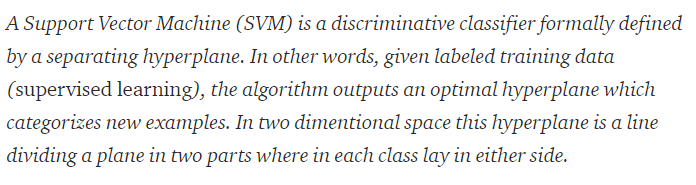 A Support Vector Machine (SVM) is a discriminative classifier formally defined
by a separating hyperplane. In other words, given labeled training data
(supervised learning), the algorithm outputs an optimal hyperplane which
categorizes new examples. In two dimentional space this hyperplane is a line
dividing a plane in two parts where in each class lay in either side.